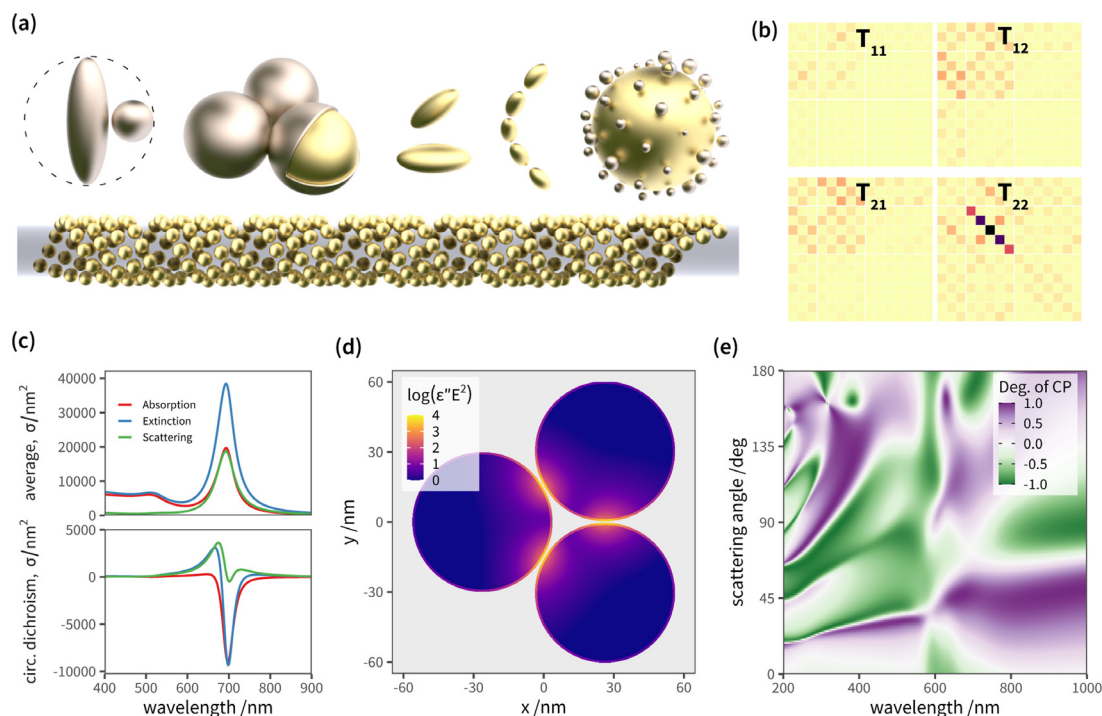 (a)
(b)
T11
T12
T21
T22
(c)
average, σ/nm²
40000
30000
20000
10000
0
Absorption
Extinction
Scattering
circ. dichroism, σ/nm²
5000
0
-5000
-10000
400 500 600 700 800 900
wavelength /nm
(d)
log(ε″E²)
4
3
2
1
0
y /nm
60
30
0
-30
-60
-60 -30 0 30 60
x /nm
(e)
Deg. of CP
1.0
0.5
0.0
-0.5
-1.0
scattering angle /deg
180
135
90
45
0
200 400 600 800 1000
wavelength /nm